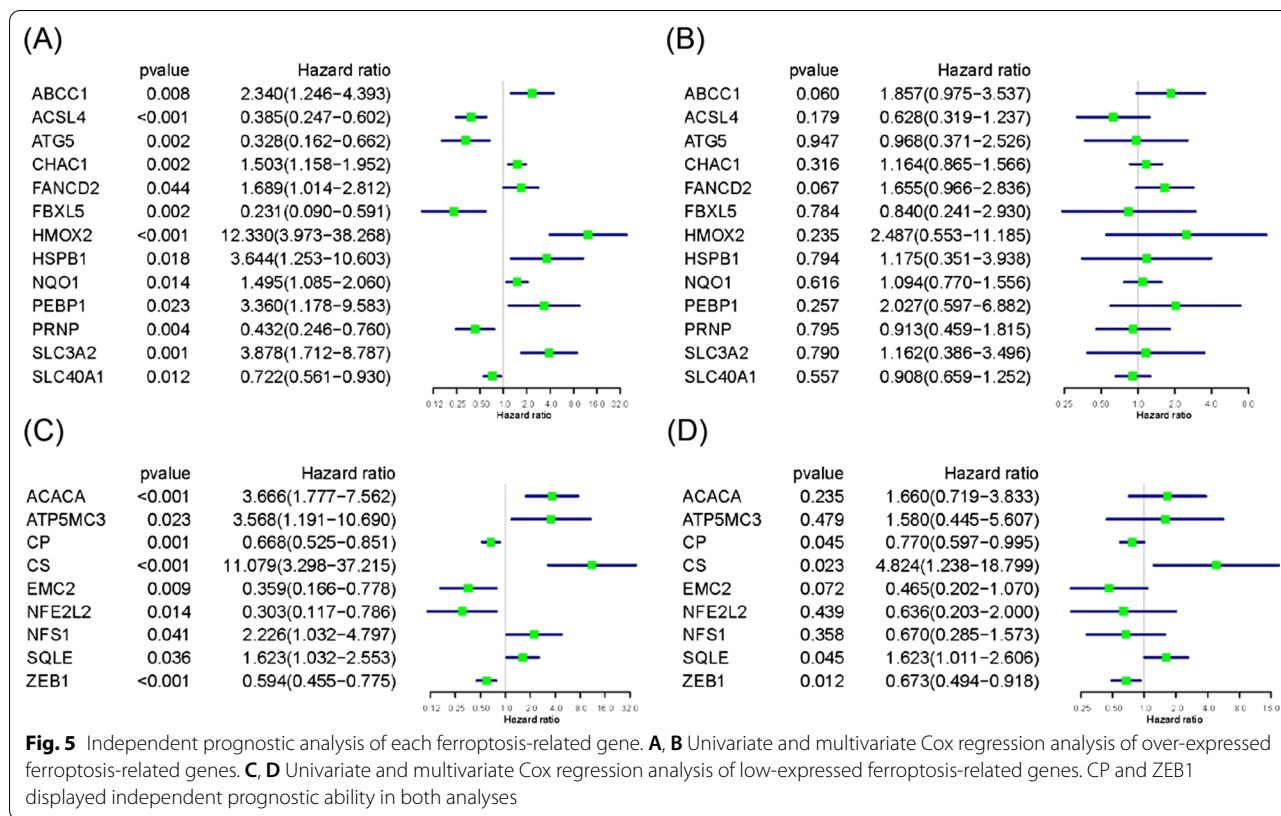 (A)
pvalue Hazard ratio
ABCC1 0.008 2.340(1.246−4.393)
ACSL4 <0.001 0.385(0.247−0.602)
ATG5 0.002 0.328(0.162−0.662)
CHAC1 0.002 1.503(1.158−1.952)
FANCD2 0.044 1.689(1.014−2.812)
FBXL5 0.002 0.231(0.090−0.591)
HMOX2 <0.001 12.330(3.973−38.268)
HSPB1 0.018 3.644(1.253−10.603)
NQO1 0.014 1.495(1.085−2.060)
PEBP1 0.023 3.360(1.178−9.583)
PRNP 0.004 0.432(0.246−0.760)
SLC3A2 0.001 3.878(1.712−8.787)
SLC40A1 0.012 0.722(0.561−0.930)
0.12 0.25 0.50 1.0 2.0 4.0 8.0 16.0 32.0
Hazard ratio
(B)
pvalue Hazard ratio
ABCC1 0.060 1.857(0.975−3.537)
ACSL4 0.179 0.628(0.319−1.237)
ATG5 0.947 0.968(0.371−2.526)
CHAC1 0.316 1.164(0.865−1.566)
FANCD2 0.067 1.655(0.966−2.836)
FBXL5 0.784 0.840(0.241−2.930)
HMOX2 0.235 2.487(0.553−11.185)
HSPB1 0.794 1.175(0.351−3.938)
NQO1 0.616 1.094(0.770−1.556)
PEBP1 0.257 2.027(0.597−6.882)
PRNP 0.795 0.913(0.459−1.815)
SLC3A2 0.790 1.162(0.386−3.496)
SLC40A1 0.557 0.908(0.659−1.252)
0.25 0.50 1.0 2.0 4.0 8.0
Hazard ratio
(C)
pvalue Hazard ratio
ACACA <0.001 3.666(1.777−7.562)
ATP5MC3 0.023 3.568(1.191−10.690)
CP 0.001 0.668(0.525−0.851)
CS <0.001 11.079(3.298−37.215)
EMC2 0.009 0.359(0.166−0.778)
NFE2L2 0.014 0.303(0.117−0.786)
NFS1 0.041 2.226(1.032−4.797)
SQLE 0.036 1.623(1.032−2.553)
ZEB1 <0.001 0.594(0.455−0.775)
0.12 0.25 0.50 1.0 2.0 4.0 8.0 16.0 32.0
Hazard ratio
(D)
pvalue Hazard ratio
ACACA 0.235 1.660(0.719−3.833)
ATP5MC3 0.479 1.580(0.445−5.607)
CP 0.045 0.770(0.597−0.995)
CS 0.023 4.824(1.238−18.799)
EMC2 0.072 0.465(0.202−1.070)
NFE2L2 0.439 0.636(0.203−2.000)
NFS1 0.358 0.670(0.285−1.573)
SQLE 0.045 1.623(1.011−2.606)
ZEB1 0.012 0.673(0.494−0.918)
0.25 0.50 1.0 2.0 4.0 8.0 16.0
Hazard ratio
Fig. 5 Independent prognostic analysis of each ferroptosis-related gene. A, B Univariate and multivariate Cox regression analysis of over-expressed
ferroptosis-related genes. C, D Univariate and multivariate Cox regression analysis of low-expressed ferroptosis-related genes. CP and ZEB1
displayed independent prognostic ability in both analyses